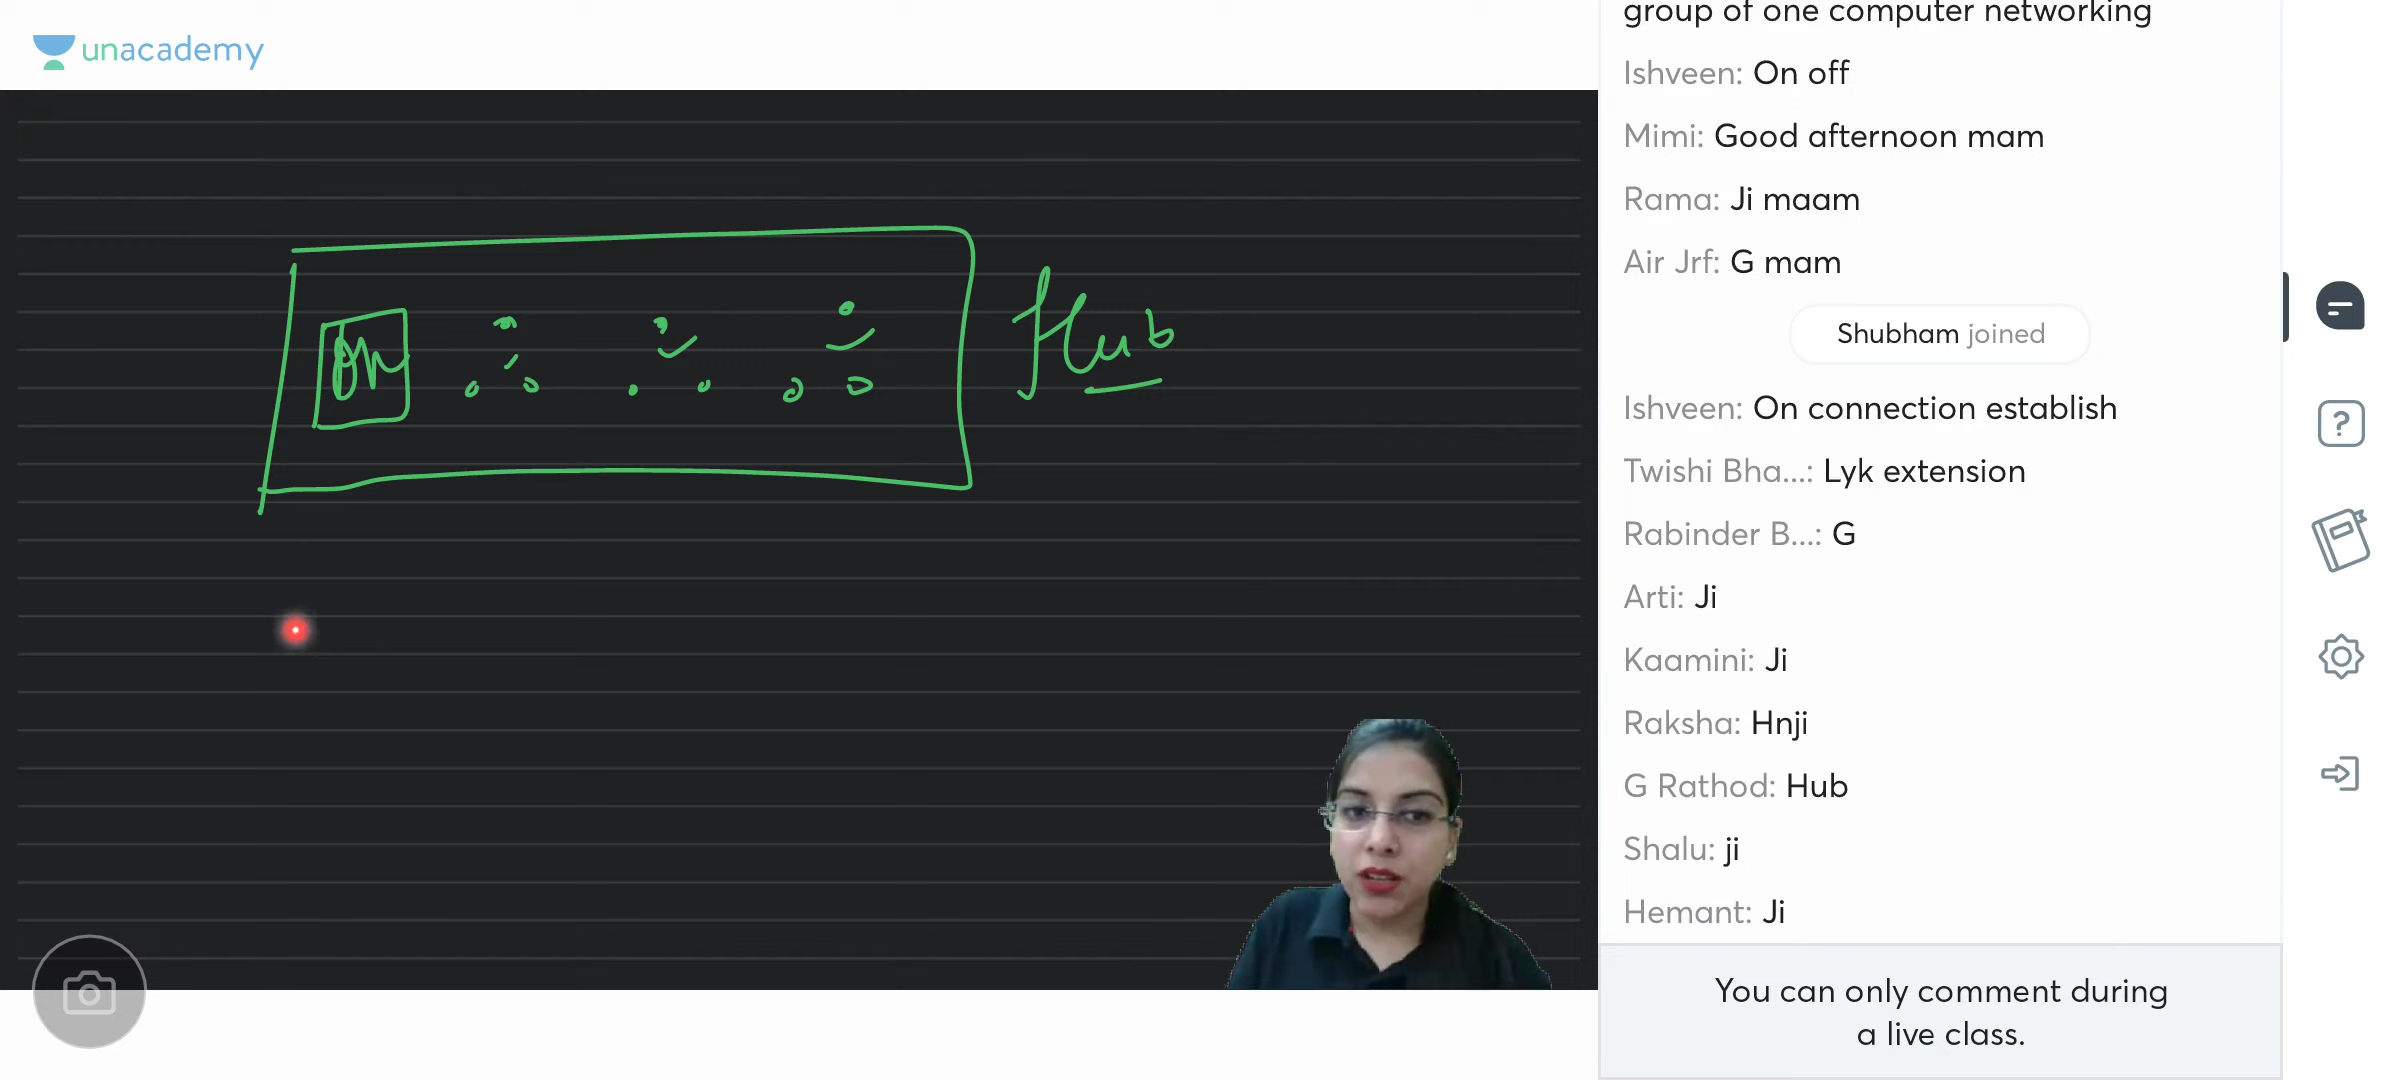 unacademy
On
Hub
group of one computer networking
Ishveen: On off
Mimi: Good afternoon mam
Rama: Ji maam
Air Jrf: G mam
Shubham joined
Ishveen: On connection establish
Twishi Bha...: Lyk extension
Rabinder B...: G
Arti: Ji
Kaamini: Ji
Raksha: Hnji
G Rathod: Hub
Shalu: ji
Hemant: Ji
You can only comment during
a live class.
?